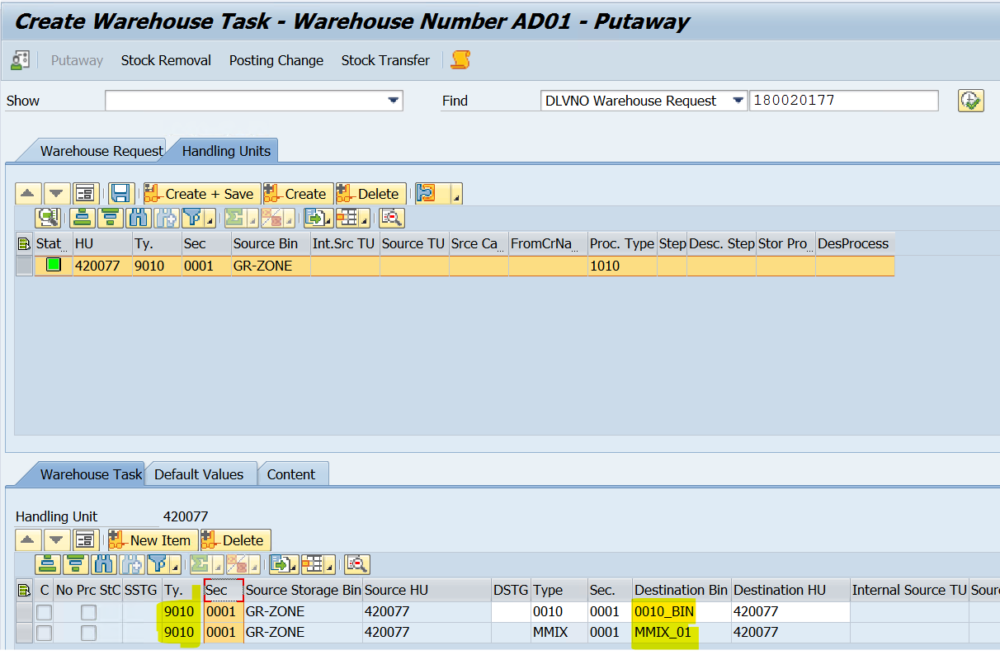 Create Warehouse Task - Warehouse Number AD01 - Putaway
Putaway Stock Removal Posting Change Stock Transfer
Show Find DLVNO Warehouse Request 180020177
Warehouse Request Handling Units
Create + Save Create Delete
Stat HU Ty. Sec Source Bin Int.Src TU Source TU Srce Ca FromCrNa Proc. Type Step Desc. Step Stor Pro DesProcess
420077 9010 0001 GR-ZONE 1010
Warehouse Task Default Values Content
Handling Unit 420077
New Item Delete
C No Prc StC SSTG Ty. Sec Source Storage Bin Source HU DSTG Type Sec. Destination Bin Destination HU Internal Source TU Sour
9010 0001 GR-ZONE 420077 0010 0001 0010_BIN 420077
9010 0001 GR-ZONE 420077 MMIX 0001 MMIX_01 420077